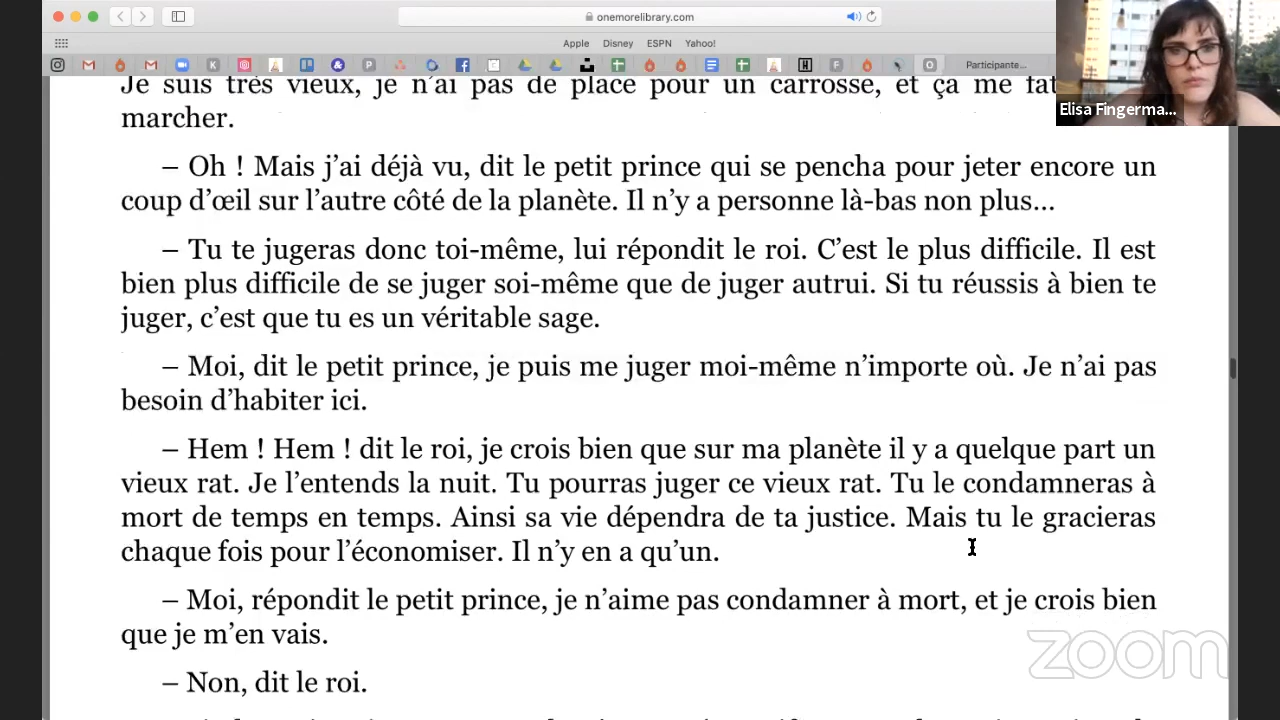 onemorelibrary.com
Apple Disney ESPN Yahoo!
Participante...
Elisa Fingerma...
Je suis très vieux, je n’ai pas de place pour un carrosse, et ça me
marcher.
– Oh ! Mais j’ai déjà vu, dit le petit prince qui se pencha pour jeter encore un
coup d’œil sur l’autre côté de la planète. Il n’y a personne là-bas non plus...
– Tu te jugeras donc toi-même, lui répondit le roi. C’est le plus difficile. Il est
bien plus difficile de se juger soi-même que de juger autrui. Si tu réussis à bien te
juger, c’est que tu es un véritable sage.
– Moi, dit le petit prince, je puis me juger moi-même n’importe où. Je n’ai pas
besoin d’habiter ici.
– Hem ! Hem ! dit le roi, je crois bien que sur ma planète il y a quelque part un
vieux rat. Je l’entends la nuit. Tu pourras juger ce vieux rat. Tu le condamneras à
mort de temps en temps. Ainsi sa vie dépendra de ta justice. Mais tu le gracieras
chaque fois pour l’économiser. Il n’y en a qu’un.
– Moi, répondit le petit prince, je n’aime pas condamner à mort, et je crois bien
que je m’en vais.
zoom
– Non, dit le roi.